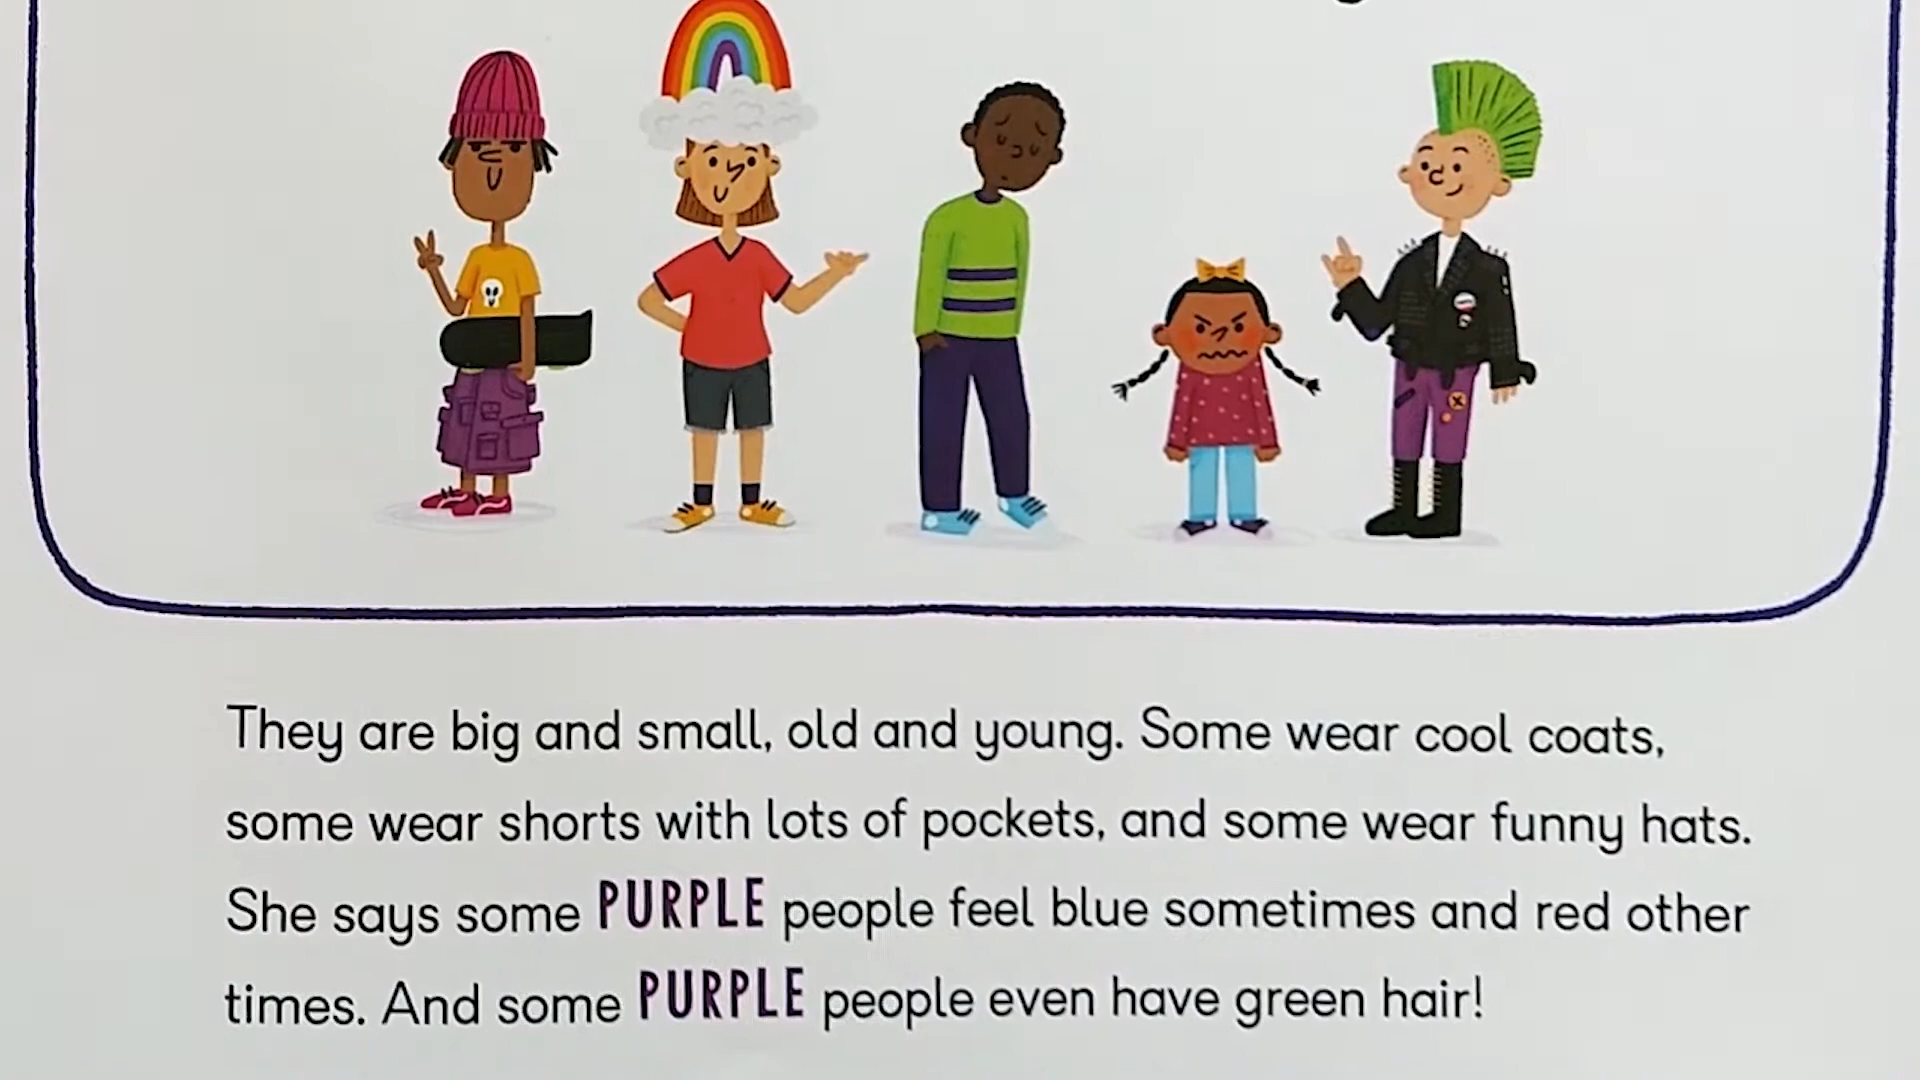 They are big and small, old and young. Some wear cool coats,
some wear shorts with lots of pockets, and some wear funny hats.
She says some PURPLE people feel blue sometimes and red other
times. And some PURPLE people even have green hair!